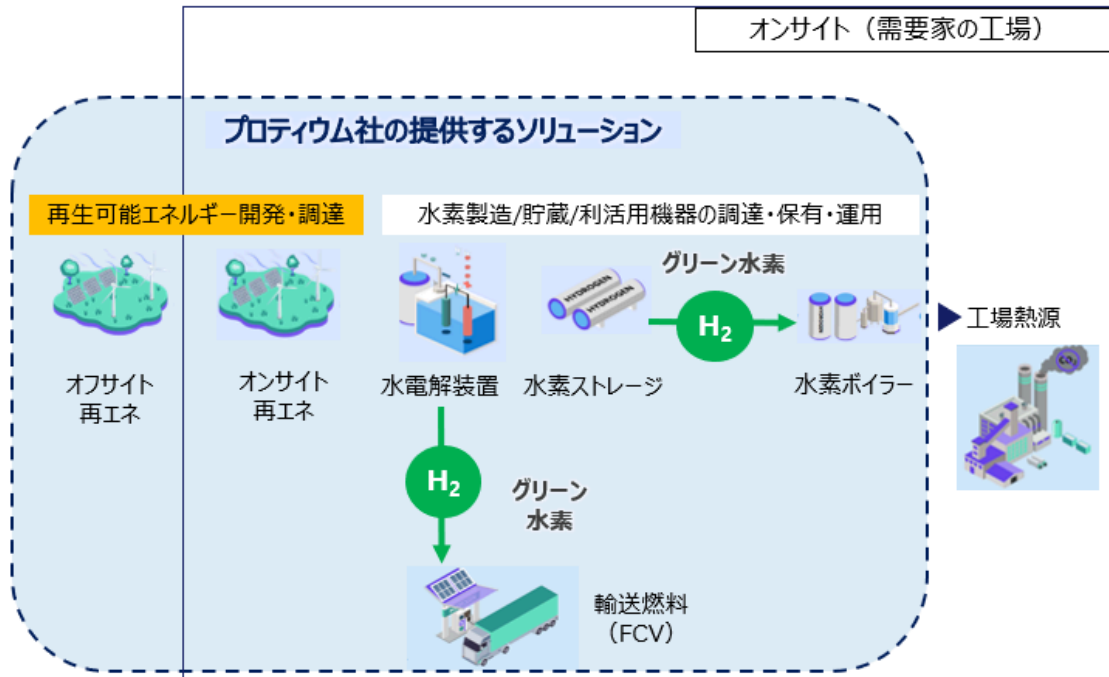 オンサイト（需要家の工場）
プロティウム社の提供するソリューション
再生可能エネルギー開発・調達
水素製造/貯蔵/利活用機器の調達・保有・運用
グリーン水素
HYDROGEN
HYDROGEN
HYDROGEN
H₂
CO₂
工場熱源
オフサイト
再エネ
オンサイト
再エネ
水電解装置
水素ストレージ
水素ボイラー
H₂
グリーン
水素
輸送燃料
（FCV）